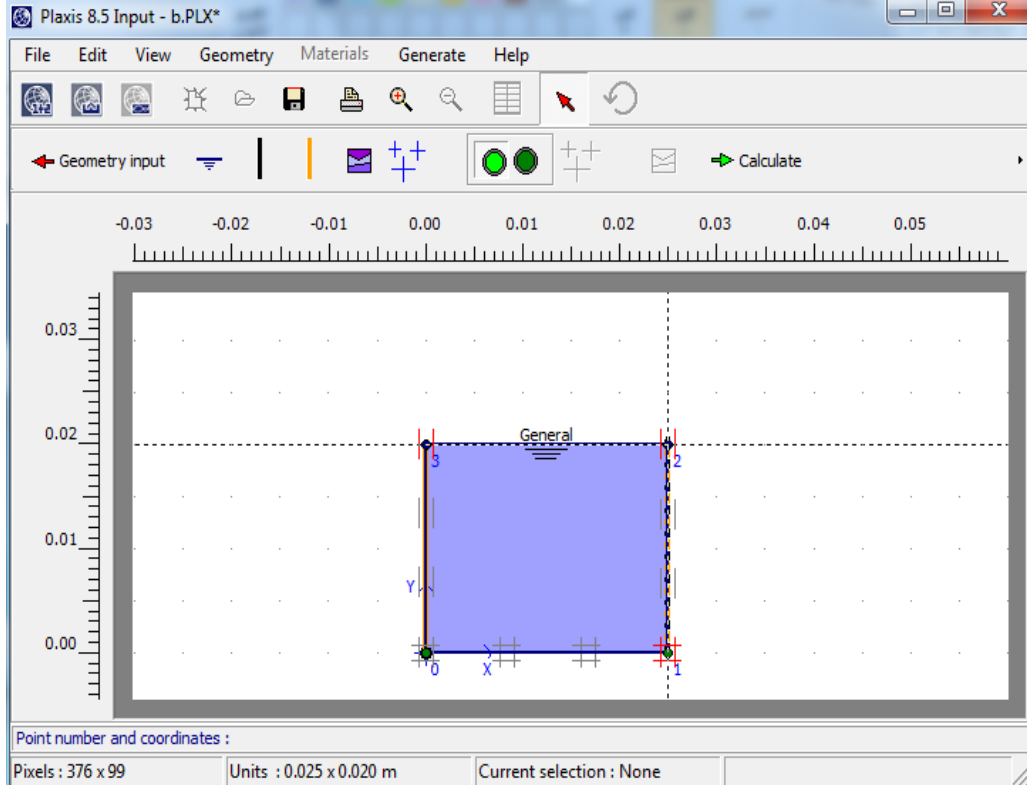 Plaxis 8.5 Input - b.PLX*
File Edit View Geometry Materials Generate Help
Geometry input Calculate
-0.03 -0.02 -0.01 0.00 0.01 0.02 0.03 0.04 0.05
0.03
0.02 General
3 2
0.01
Y
0.00
0 X 1
Point number and coordinates :
Pixels : 376 x 99 Units : 0.025 x 0.020 m Current selection : None